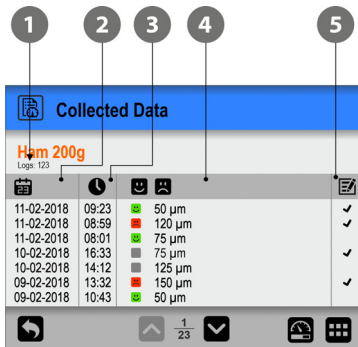 1 2 3 4 5
Collected Data
Ham 200g
Logs: 123
23
11-02-2018 09:23 50 µm
11-02-2018 08:59 120 µm
11-02-2018 08:01 75 µm
10-02-2018 16:33 75 µm
10-02-2018 14:12 125 µm
09-02-2018 13:32 150 µm
09-02-2018 10:43 50 µm
1
23